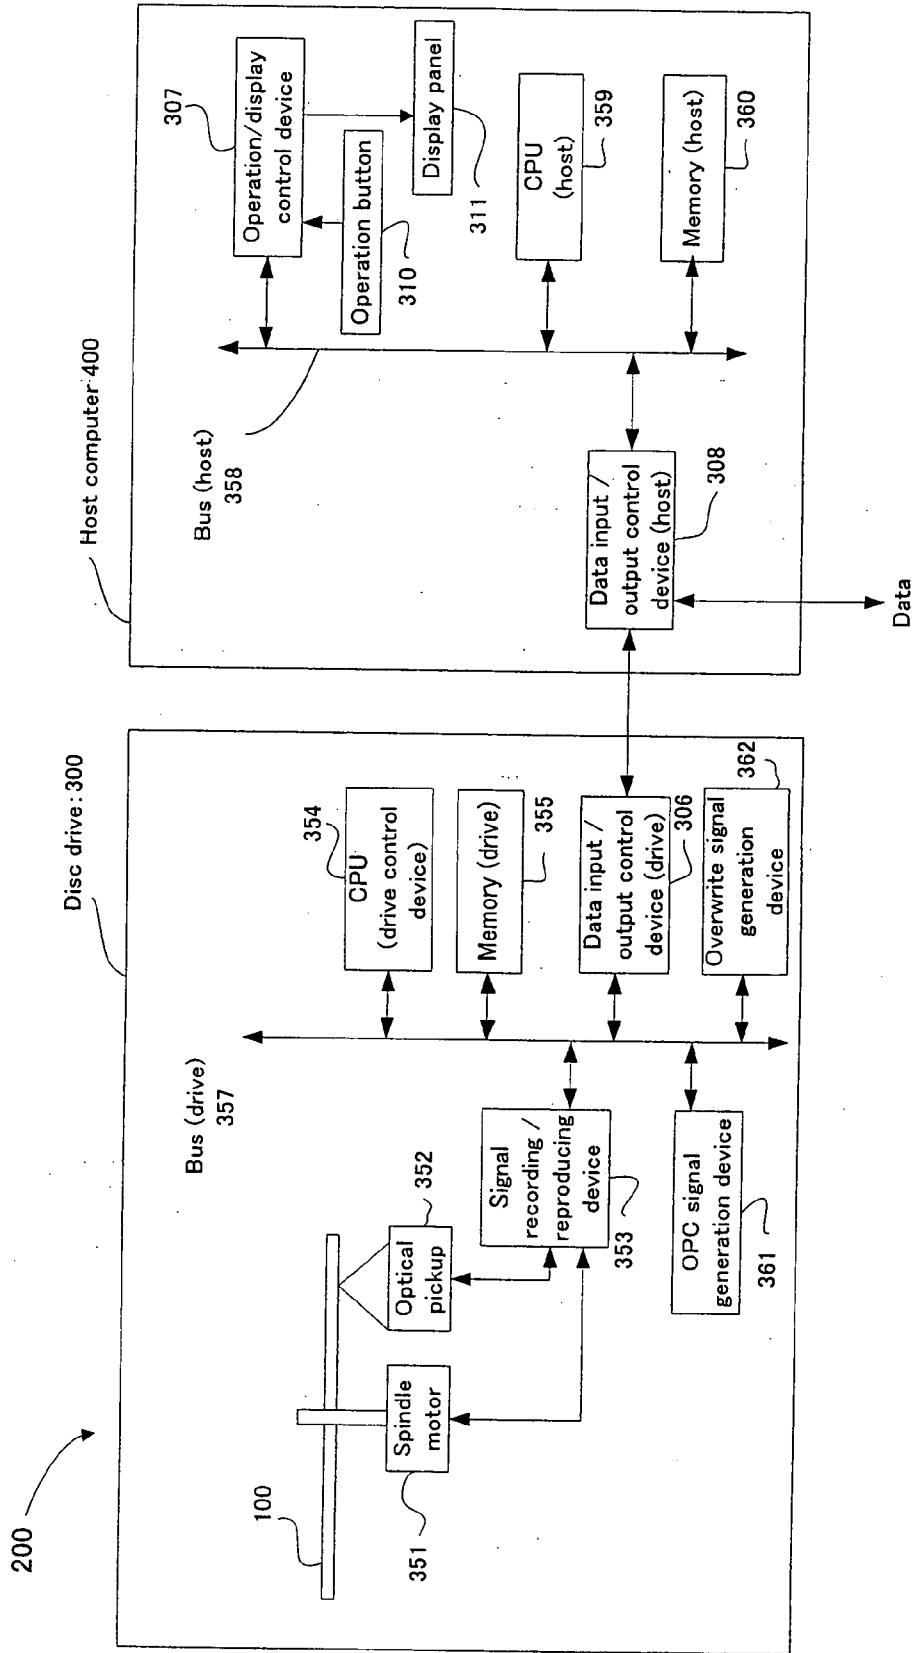 200
Disc drive:300
Host computer:400
100
Bus (drive)
357
352
Optical
pickup
Spindle
motor
351
354
CPU
(drive control
device)
Memory (drive)
355
Signal
recording /
reproducing
device
353
Data input /
output control
device (drive)
306
OPC signal
generation device
361
Overwrite signal
generation
device
362
Bus (host)
358
307
Operation/display
control device
Operation button
310
Display panel
311
CPU
(host)
359
Memory (host)
360
Data input /
output control
device (host)
308
Data